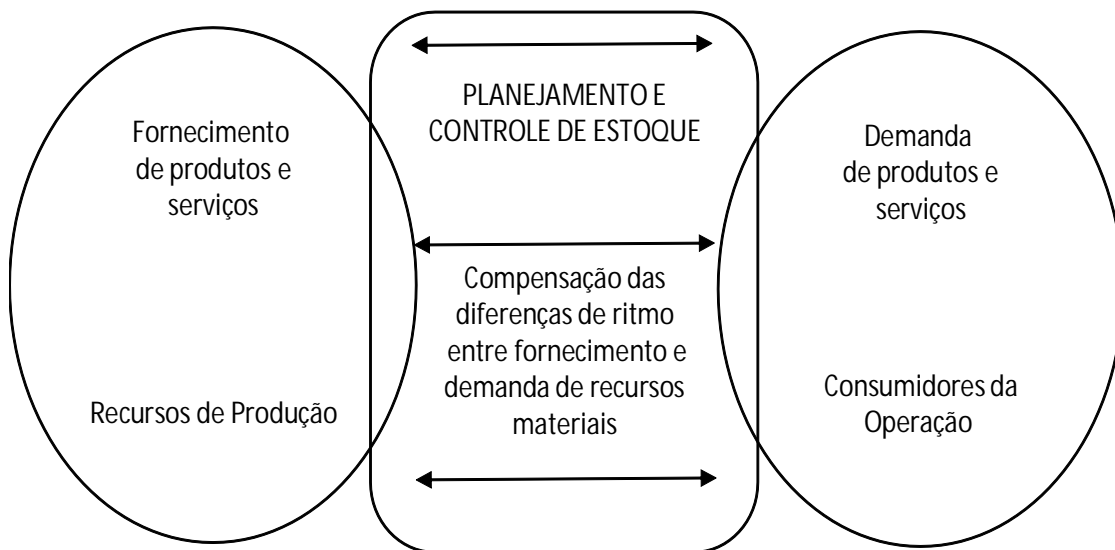 Fornecimento
de produtos e
serviços
Recursos de Produção
PLANEJAMENTO E
CONTROLE DE ESTOQUE
Compensação das
diferenças de ritmo
entre fornecimento e
demanda de recursos
materiais
Demanda
de produtos e
serviços
Consumidores da
Operação